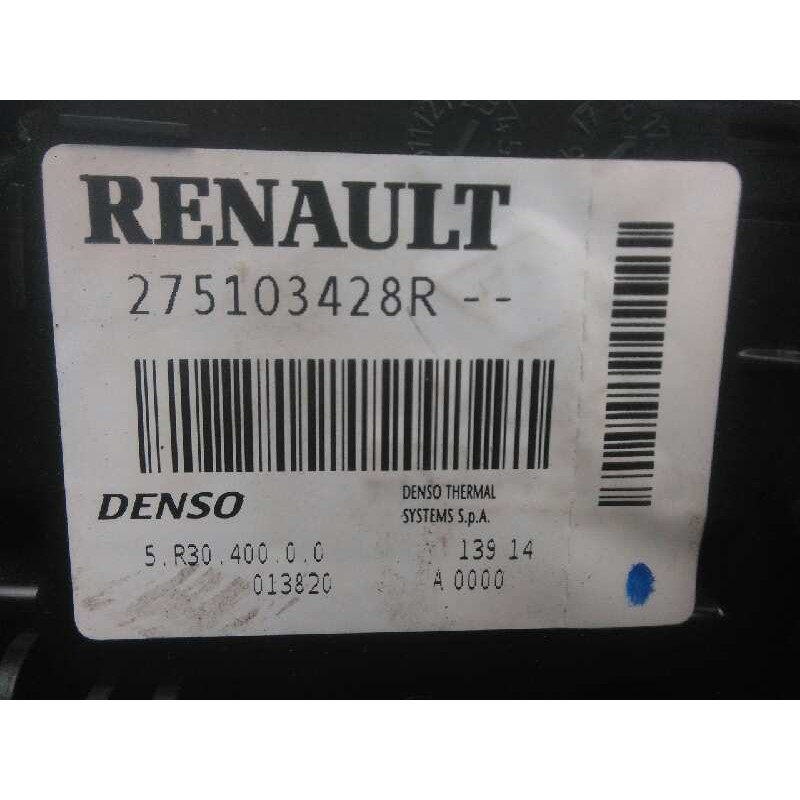 RENAULT
275103428R --
DENSO
DENSO THERMAL
SYSTEMS S.p.A.
5.R30.400.0.0
139 14
013820
A 0000